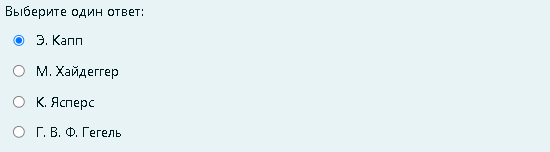 Выберите один ответ:
Э. Капп
М. Хайдеггер
К. Ясперс
Г. В. Ф. Гегель